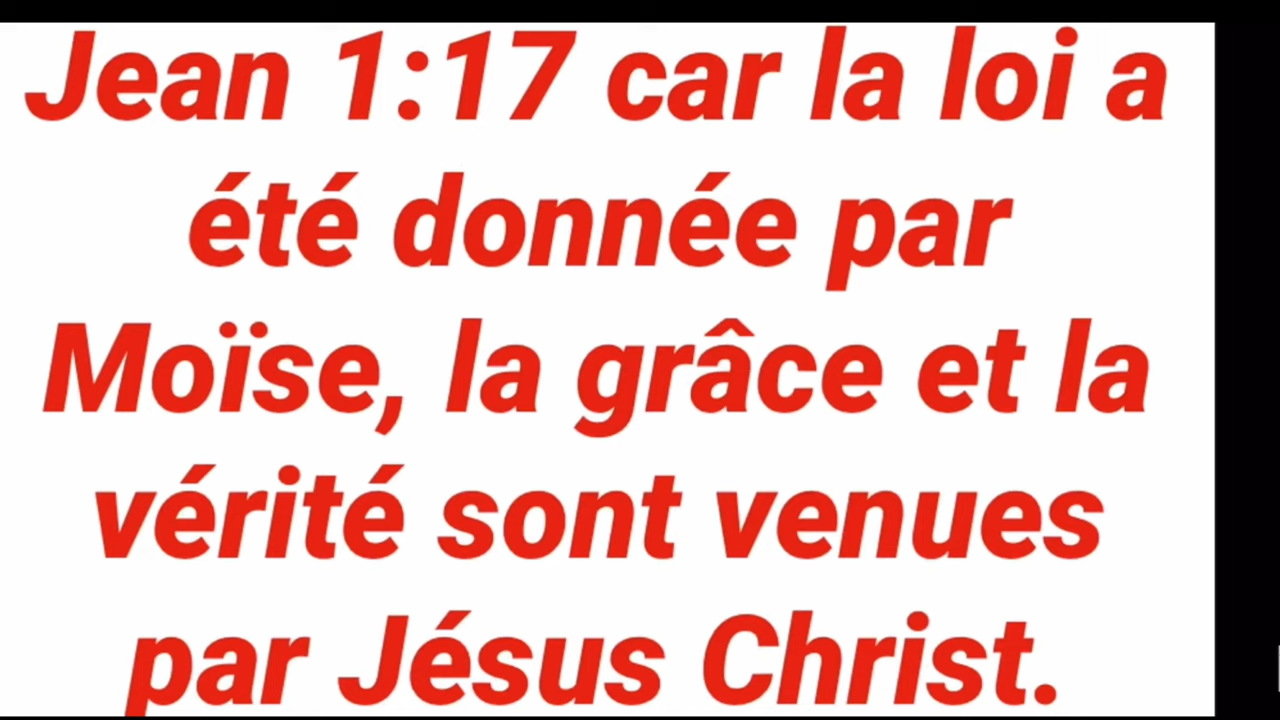 Jean 1:17 car la loi a
été donnée par
Moïse, la grâce et la
vérité sont venues
par Jésus Christ.